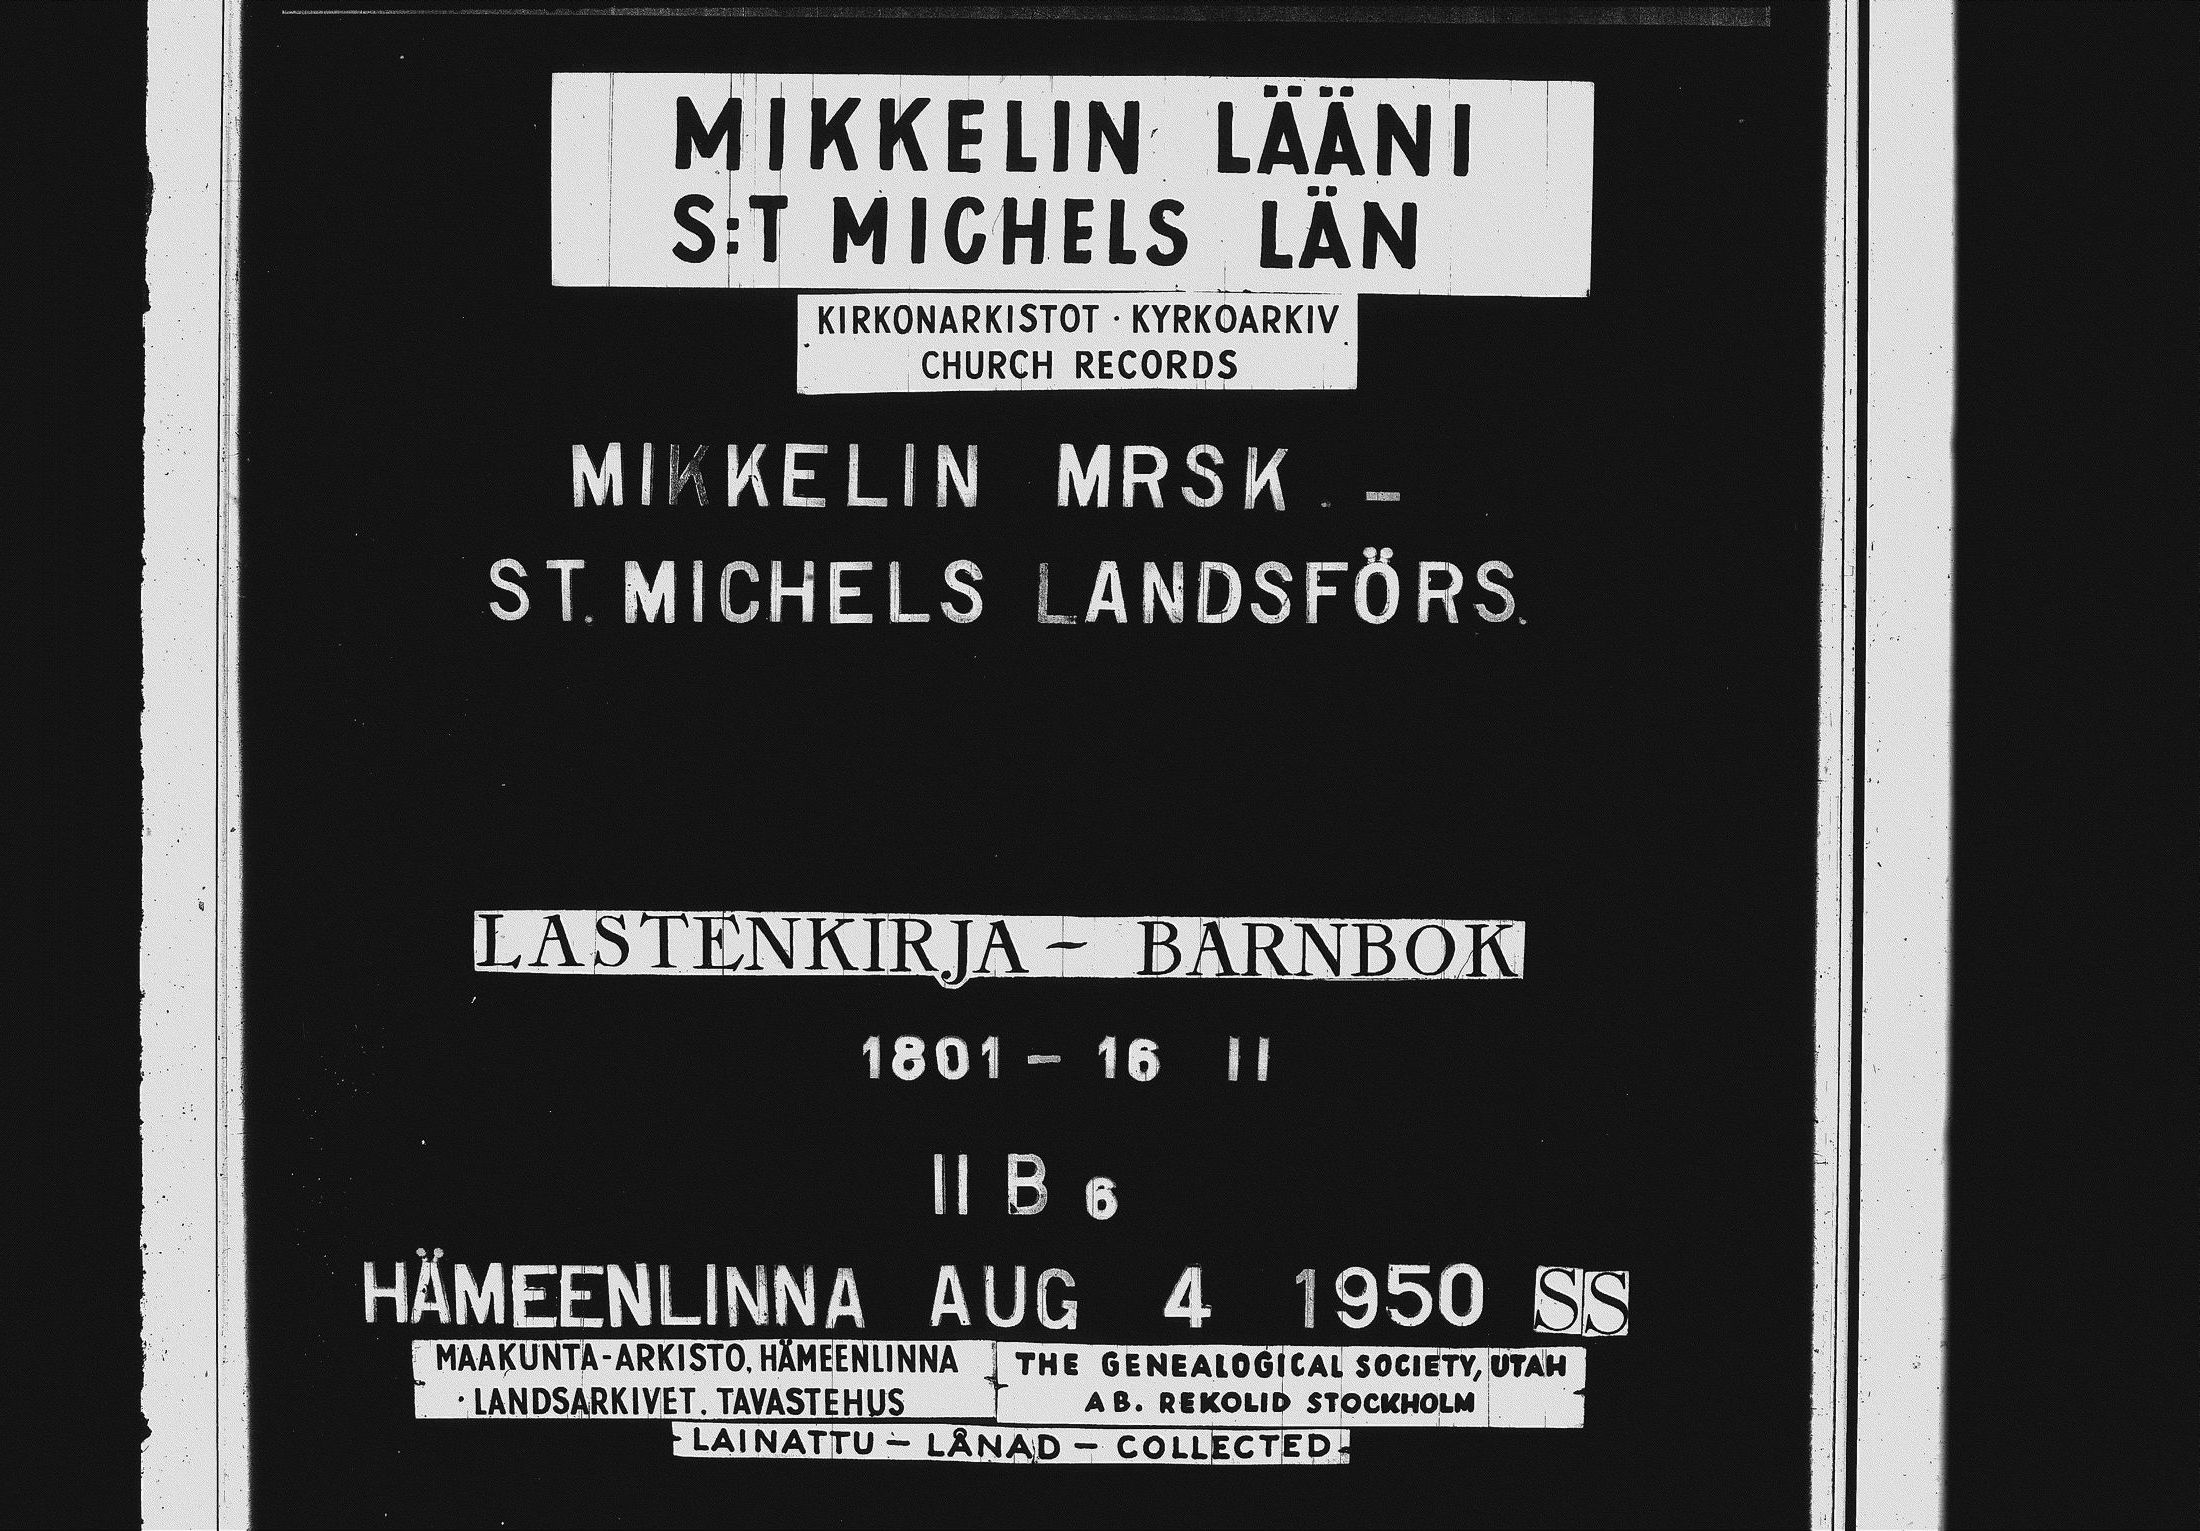 MIKKELIN LÄÄNI
S:T MICHELS LÄN
KIRKONARKISTOT · KYRKOARKIV
CHURCH RECORDS
MIKKELIN MRSK. –
ST. MICHELS LANDSFÖRS.
LASTENKIRJA – BARNBOK
1801 – 16 II
II B 6
HÄMEENLINNA AUG 4 1950 SS
MAAKUNTA-ARKISTO, HÄMEENLINNA
· LANDSARKIVET. TAVASTEHUS
THE GENEALOGICAL SOCIETY, UTAH
AB. REKOLID STOCKHOLM
LAINATTU – LÅNAD – COLLECTED